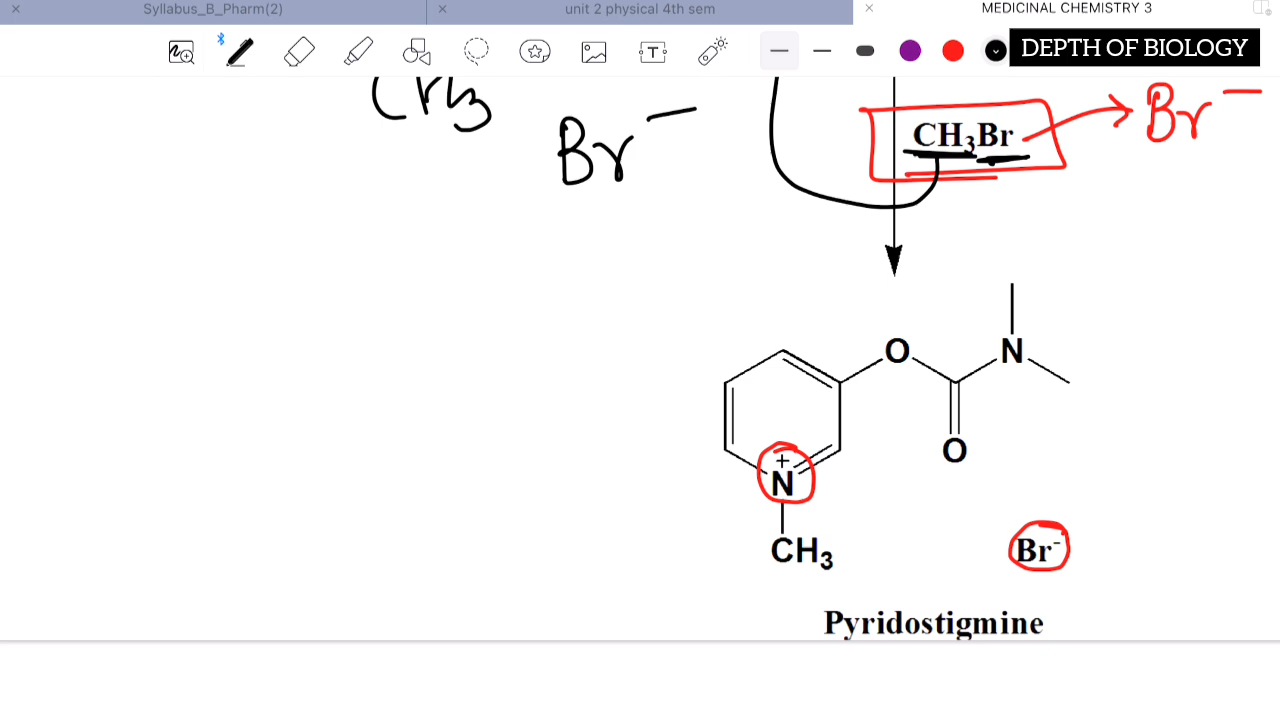 Syllabus_B_Pharm(2)
unit 2 physical 4th sem
MEDICINAL CHEMISTRY 3
T
DEPTH OF BIOLOGY
CH3
Br−
CH₃Br
Br−
O
N
O
+
N
CH₃
Br⁻
Pyridostigmine